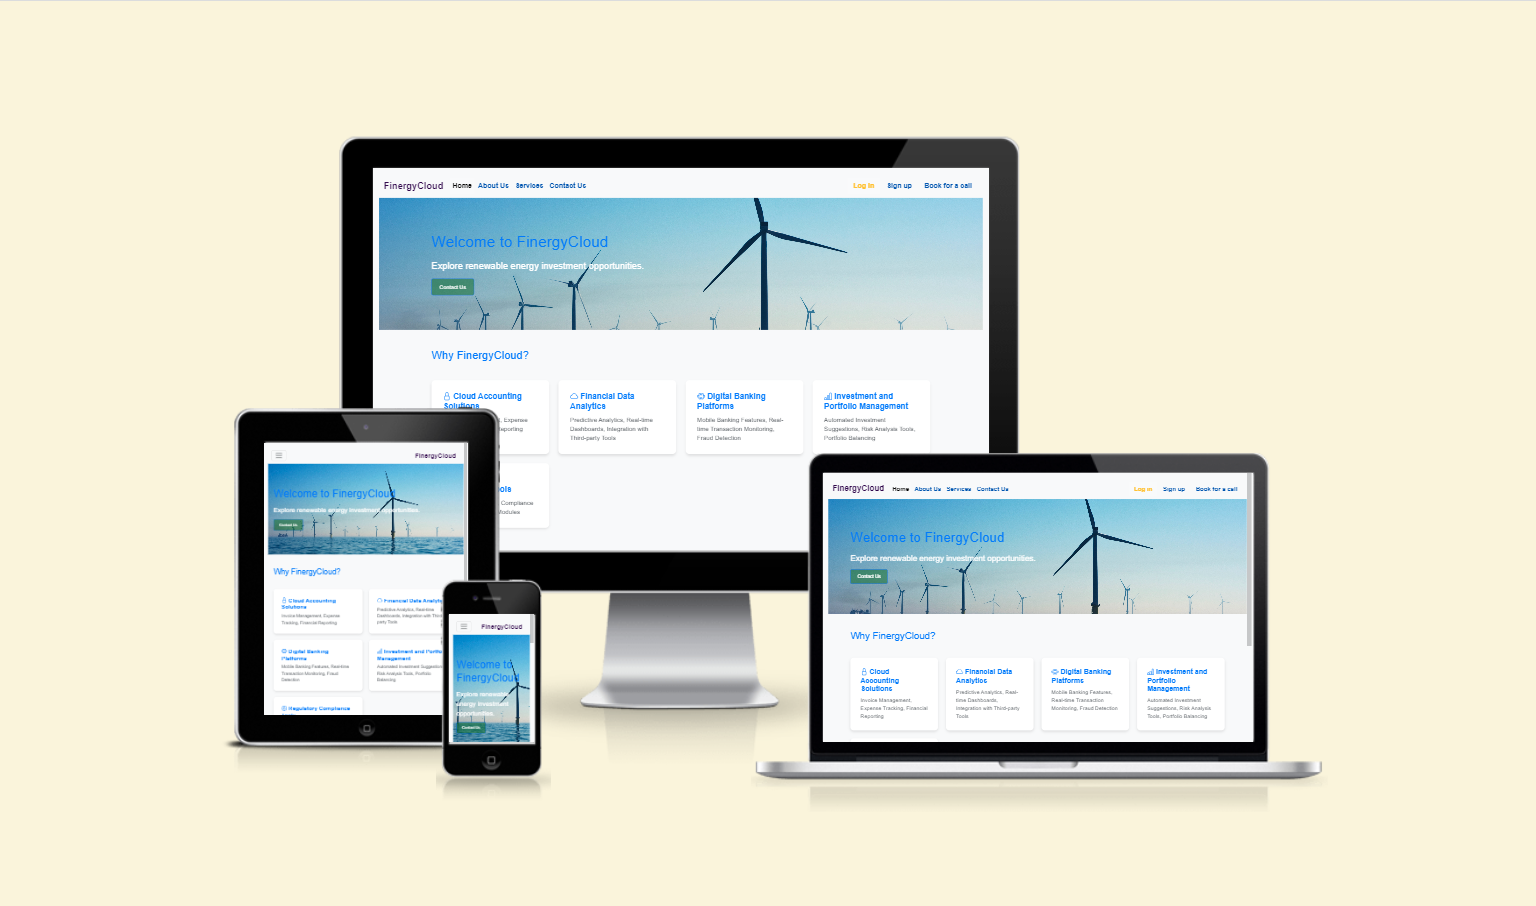 FinergyCloud Home About Us Services Contact Us Log in Sign up Book for a call
Welcome to FinergyCloud
Explore renewable energy investment opportunities.
Contact Us
Why FinergyCloud?
Cloud Accounting
Solutions
Expense
Financial Data
Analytics
Predictive Analytics, Real-time
Dashboards, Integration with
Third-party Tools
Digital Banking
Platforms
Mobile Banking Features, Real-
time Transaction Monitoring,
Fraud Detection
Investment and
Portfolio Management
Automated Investment
Suggestions, Risk Analysis Tools,
Portfolio Balancing
Compliance
FinergyCloud
Welcome to FinergyCloud
Explore renewable energy investment opportunities.
Contact Us
Why FinergyCloud?
Cloud Accounting
Solutions
Invoice Management, Expense
Tracking, Financial Reporting
Financial Data Analytics
Predictive Analytics, Real-time
Dashboards, Integration with Third-
party Tools
Digital Banking
Platforms
Mobile Banking Features, Real-time
Transaction Monitoring, Fraud
Detection
Investment and Portfolio
Management
Automated Investment Suggestions,
Risk Analysis Tools, Portfolio
Balancing
Regulatory Compliance
FinergyCloud
Welcome to
FinergyCloud
Explore renewable
energy investment
opportunities.
Contact Us
FinergyCloud Home About Us Services Contact Us Log in Sign up Book for a call
Welcome to FinergyCloud
Explore renewable energy investment opportunities.
Contact Us
Why FinergyCloud?
Cloud
Accounting
Solutions
Invoice Management,
Expense Tracking, Financial
Reporting
Financial Data
Analytics
Predictive Analytics, Real-
time Dashboards,
Integration with Third-party
Tools
Digital Banking
Platforms
Mobile Banking Features,
Real-time Transaction
Monitoring, Fraud Detection
Investment and
Portfolio
Management
Automated Investment
Suggestions, Risk Analysis
Tools, Portfolio Balancing